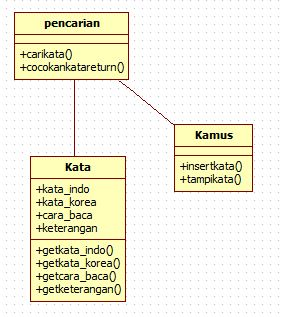 pencarian
+carikata()
+cocokankatareturn()
Kamus
+insertkata()
+tampikata()
Kata
+kata_indo
+kata_korea
+cara_baca
+keterangan
+getkata_indo()
+getkata_korea()
+getcara_baca()
+getketerangan()